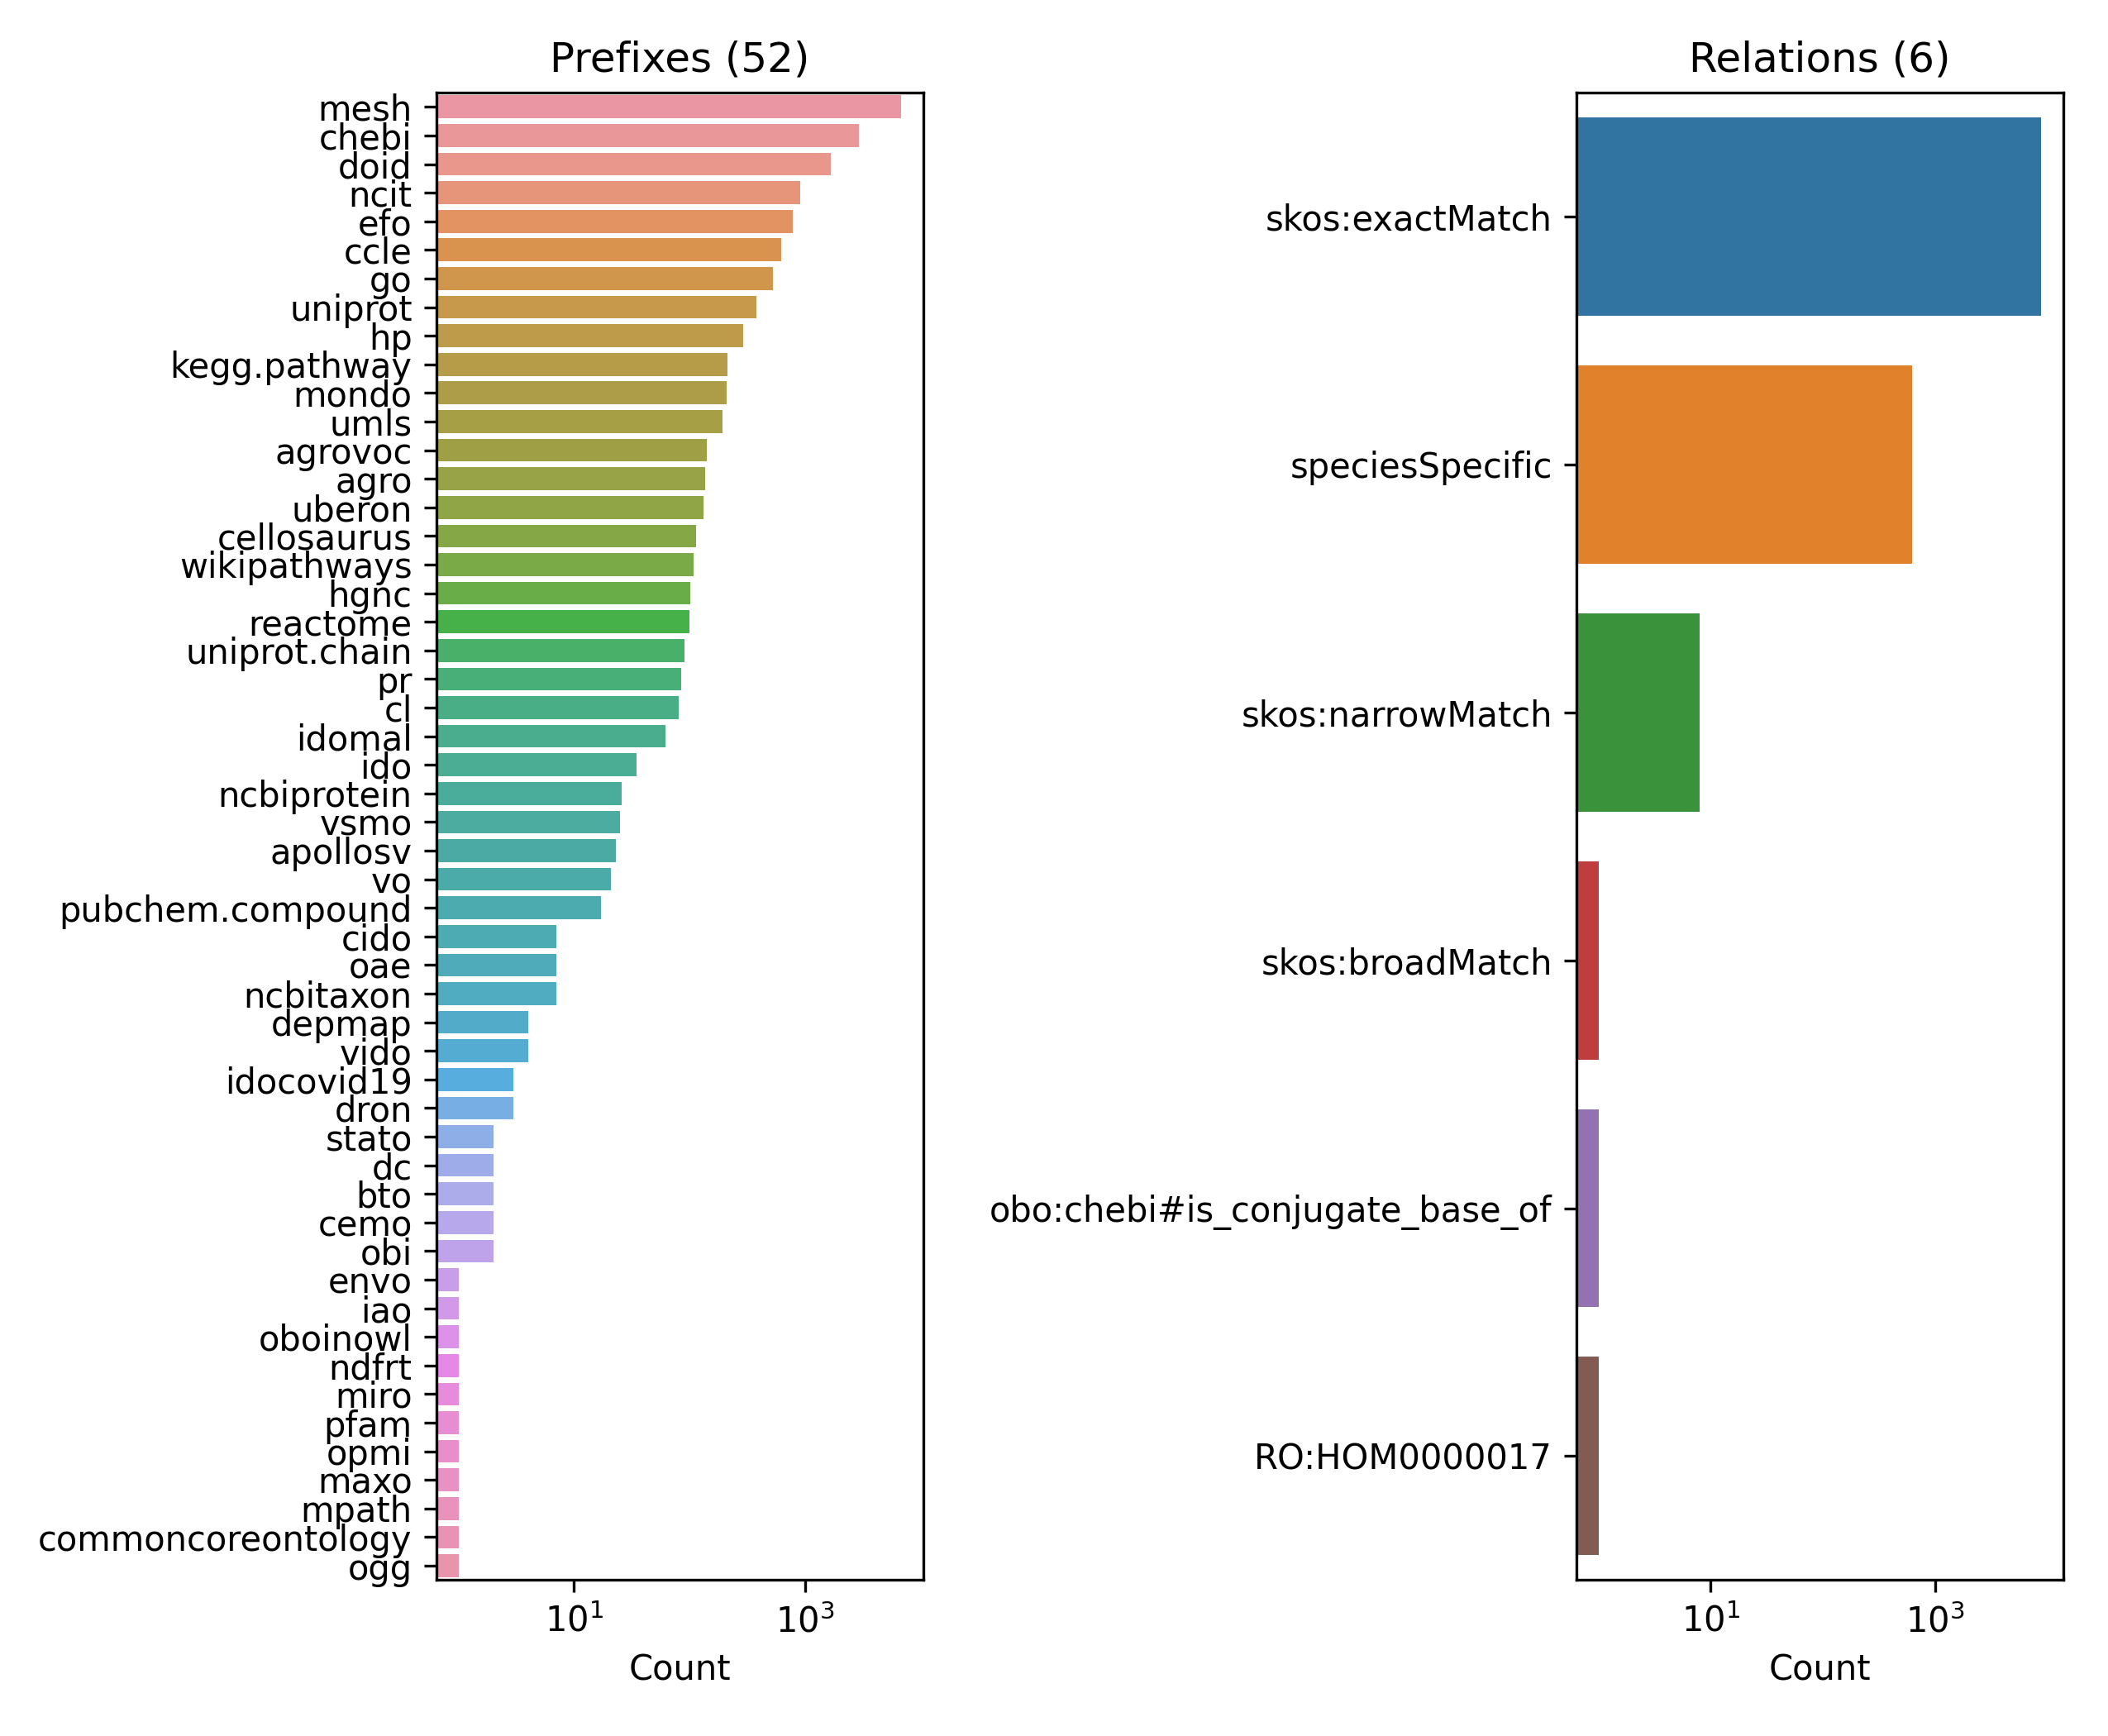 Prefixes (52)
mesh
chebi
doid
ncit
efo
ccle
go
uniprot
hp
kegg.pathway
mondo
umls
agrovoc
agro
uberon
cellosaurus
wikipathways
hgnc
reactome
uniprot.chain
pr
cl
idomal
ido
ncbiprotein
vsmo
apollosv
vo
pubchem.compound
cido
oae
ncbitaxon
depmap
vido
idocovid19
dron
stato
dc
bto
cemo
obi
envo
iao
oboinowl
ndfrt
miro
pfam
opmi
maxo
mpath
commoncoreontology
ogg
10¹ 10³
Count
Relations (6)
skos:exactMatch
speciesSpecific
skos:narrowMatch
skos:broadMatch
obo:chebi#is_conjugate_base_of
RO:HOM0000017
10¹ 10³
Count